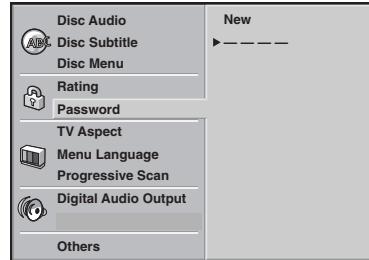 Disc Audio
Disc Subtitle
Disc Menu
Rating
Password
TV Aspect
Menu Language
Progressive Scan
Digital Audio Output
Others
New
– – – –
ABC